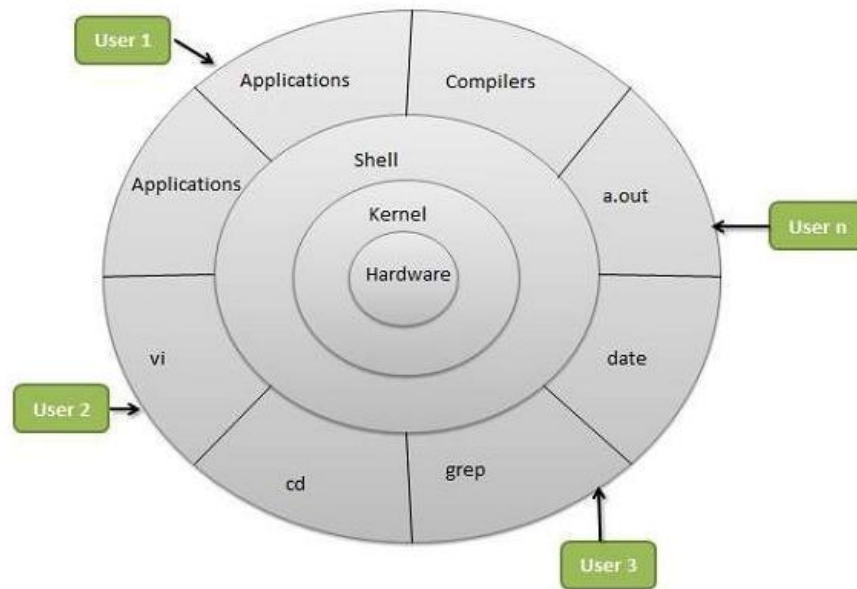 User 1
Applications
Compilers
Shell
Applications
a.out
Kernel
User n
Hardware
vi
date
User 2
cd
grep
User 3